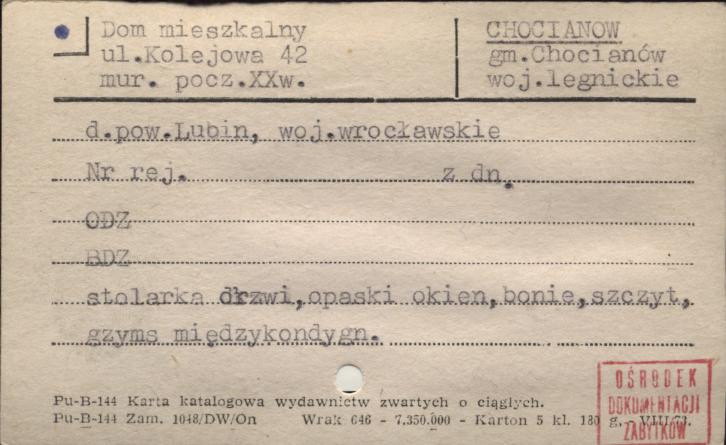 Dom mieszkalny
ul.Kolejowa 42
mur. pocz.XXw.
CHOCIANOW
gm.Chocianów
woj.legnickie
d.pow.Lubin, woj.wrocławskie
Nr rej. z dn.
ODZ
BDZ
stolarka drzwi,opaski okien,bonie,szczyt,
gzyms międzykondygn.
Pu-B-144 Karta katalogowa wydawnictw zwartych o ciągłych.
Pu-B-144 Zam. 1048/DW/On Wrak 646 - 7.350.000 - Karton 5 kl. 180 g,
OŚRODEK
DOKUMENTACJI
ZABYTKÓW